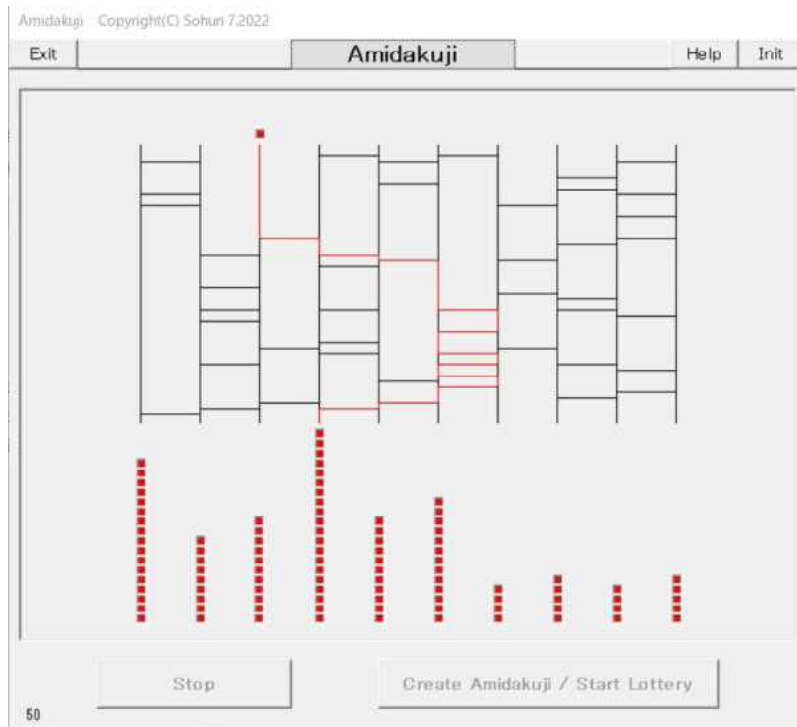 Amidakuji Copyright(C) Sohun 7.2022
Exit Amidakuji Help Init
Stop Create Amidakuji / Start Lottery
50